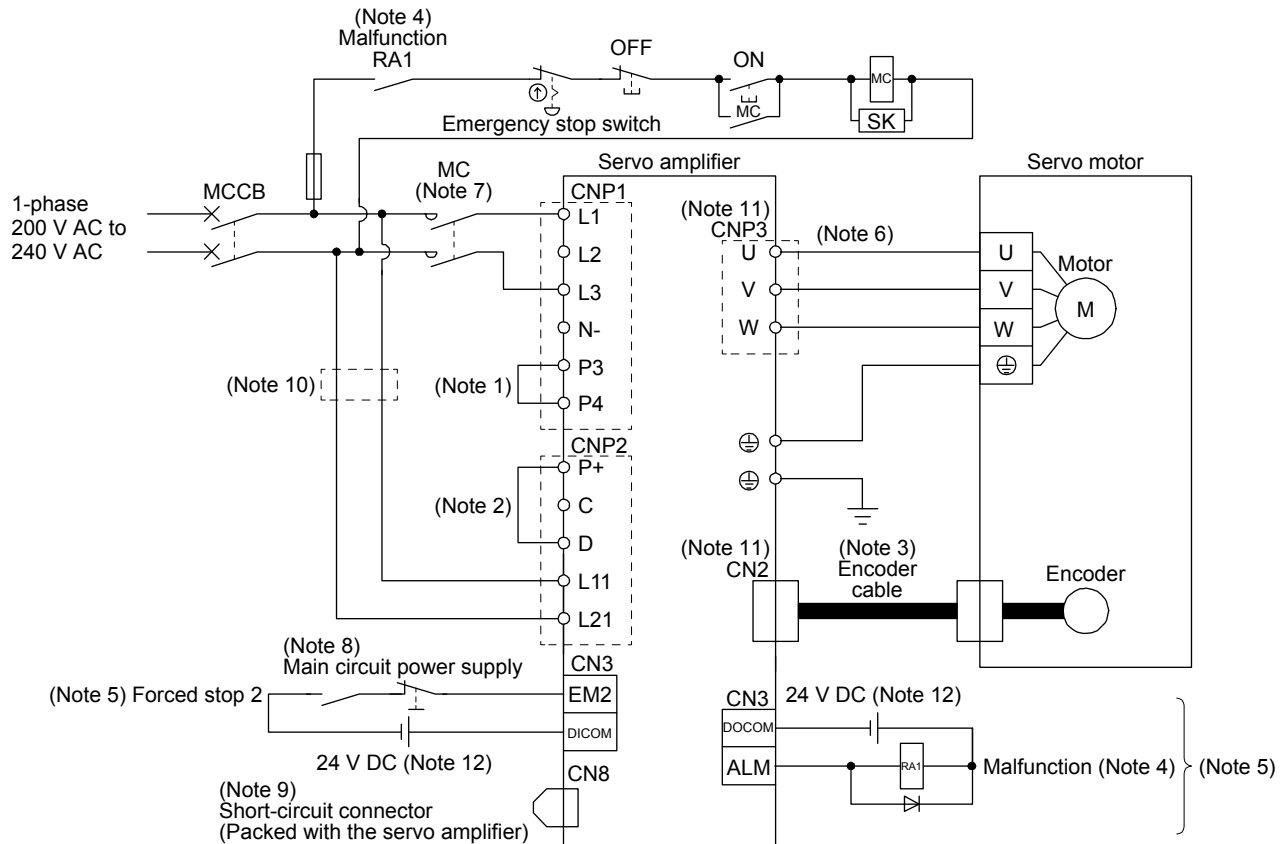 (Note 4)
Malfunction
RA1
OFF
ON
MC
MC
SK
Emergency stop switch
Servo amplifier
Servo motor
1-phase
200 V AC to
240 V AC
MCCB
MC
(Note 7)
CNP1
L1
L2
L3
N-
P3
P4
(Note 10)
(Note 1)
(Note 11)
CNP3
U
V
W
(Note 6)
U
V
W
Motor
M
CNP2
P+
C
D
L11
L21
(Note 2)
(Note 11)
CN2
(Note 3)
Encoder
cable
Encoder
(Note 8)
Main circuit power supply
(Note 5) Forced stop 2
CN3
EM2
DICOM
24 V DC (Note 12)
CN3
DOCOM
ALM
24 V DC (Note 12)
RA1
Malfunction (Note 4)
(Note 5)
CN8
(Note 9)
Short-circuit connector
(Packed with the servo amplifier)